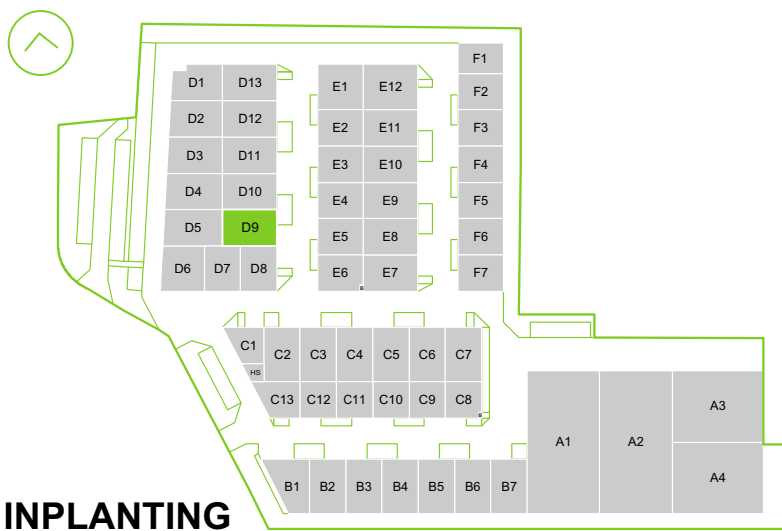 F1
D1 D13 E1 E12 F2
D2 D12 E2 E11 F3
D3 D11 E3 E10 F4
D4 D10 E4 E9 F5
D5 D9 E5 E8 F6
D6 D7 D8 E6 E7 F7
C1 C2 C3 C4 C5 C6 C7
HS
C13 C12 C11 C10 C9 C8
A1 A2 A3
A4
B1 B2 B3 B4 B5 B6 B7
INPLANTING